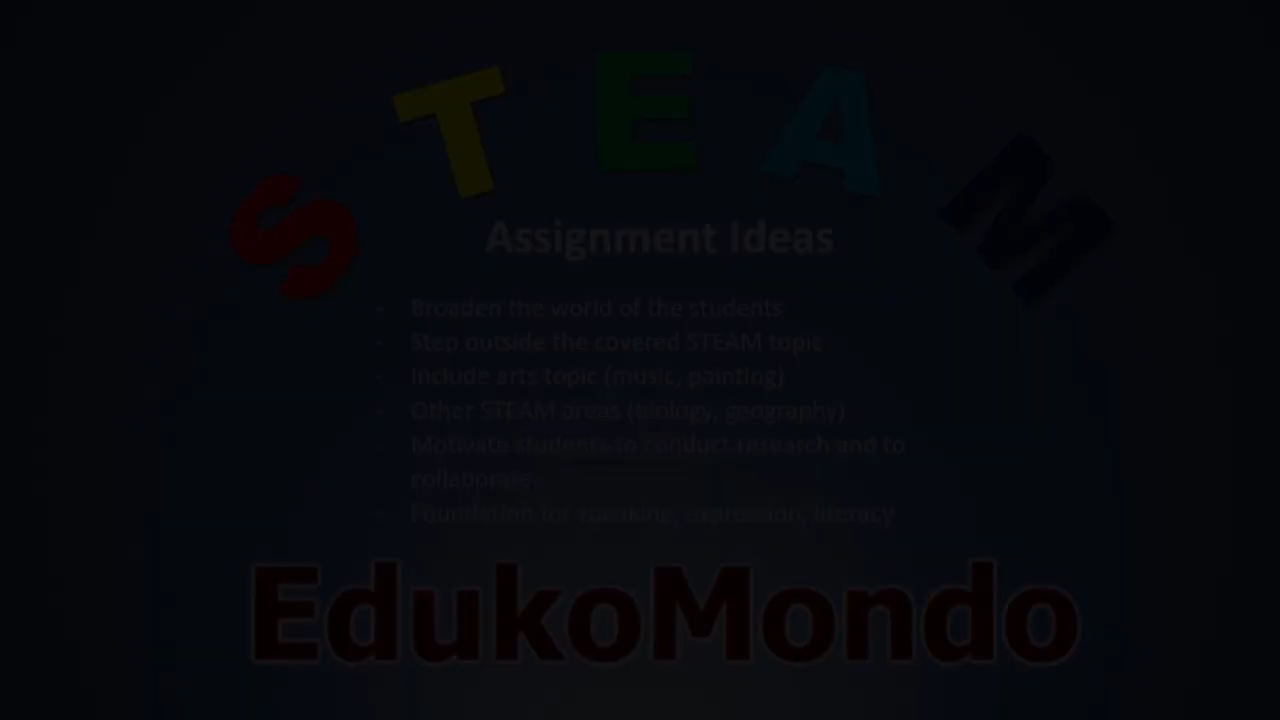 STEAM
Assignment Ideas
- Broaden the world of the students
- Step outside the covered STEAM topic
- Include arts topic (music, painting)
- Other STEAM areas (biology, geography)
- Motivate students to conduct research and to
collaborate.
- Foundation for speaking, expression, literacy
EdukoMondo